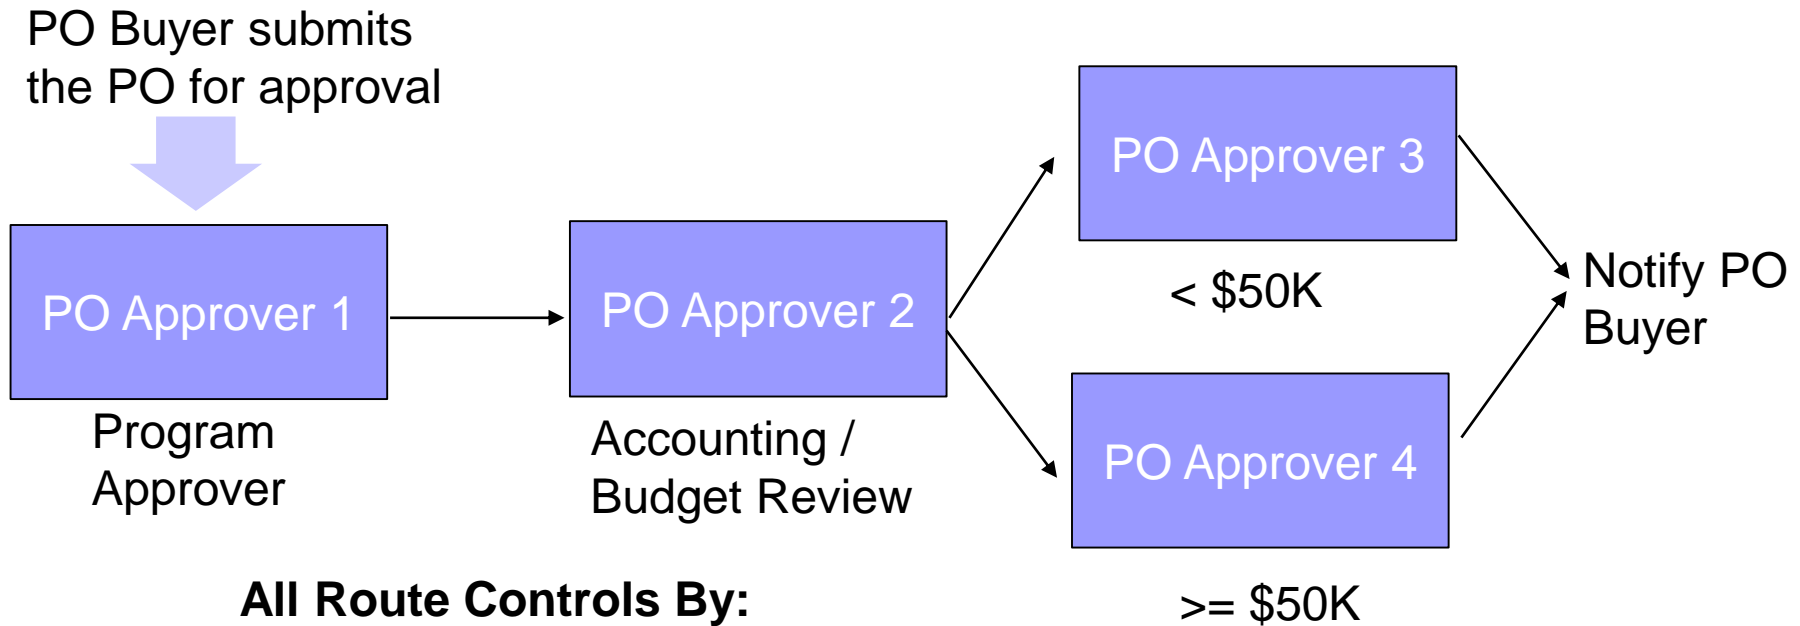 PO Buyer submits
the PO for approval
PO Approver 1
Program
Approver
PO Approver 2
Accounting /
Budget Review
PO Approver 3
< $50K
PO Approver 4
>= $50K
Notify PO
Buyer
All Route Controls By: